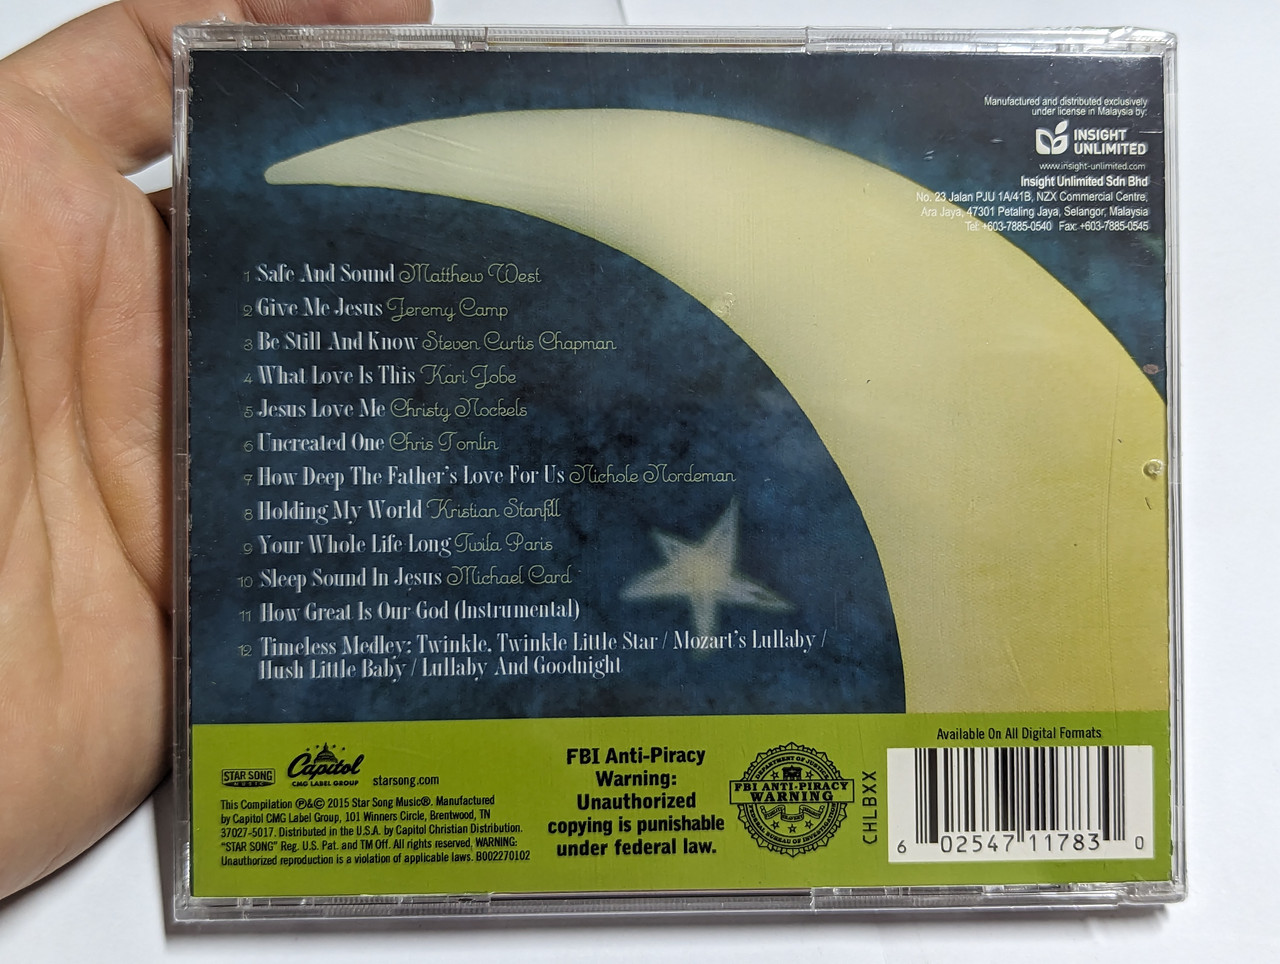 Manufactured and distributed exclusively
under license in Malaysia by:
INSIGHT
UNLIMITED
www.insight-unlimited.com
Insight Unlimited Sdn Bhd
No. 23 Jalan PJU 1A/41B, NZX Commercial Centre,
Ara Jaya, 47301 Petaling Jaya, Selangor, Malaysia
Tel: +603-7885-0540 Fax: +603-7885-0545
1 Safe And Sound Matthew West
2 Give Me Jesus Jeremy Camp
3 Be Still And Know Steven Curtis Chapman
4 What Love Is This Kari Jobe
5 Jesus Love Me Christy Nockels
6 Uncreated One Chris Tomlin
7 How Deep The Father's Love For Us Nichole Nordeman
8 Holding My World Kristian Stanfill
9 Your Whole Life Long Twila Paris
10 Sleep Sound In Jesus Michael Card
11 How Great Is Our God (Instrumental)
12 Timeless Medley: Twinkle, Twinkle Little Star / Mozart's Lullaby /
Hush Little Baby / Lullaby And Goodnight
STAR SONG
MUSIC
Capitol
CMG LABEL GROUP
starsong.com
This Compilation ℗&© 2015 Star Song Music®. Manufactured
by Capitol CMG Label Group, 101 Winners Circle, Brentwood, TN
37027-5017. Distributed in the U.S.A. by Capitol Christian Distribution.
"STAR SONG" Reg. U.S. Pat. and TM Off. All rights reserved. WARNING:
Unauthorized reproduction is a violation of applicable laws. B002270102
FBI Anti-Piracy
Warning:
Unauthorized
copying is punishable
under federal law.
DEPARTMENT OF JUSTICE
FBI ANTI-PIRACY
WARNING
FEDERAL BUREAU OF INVESTIGATION
CHLBXX
Available On All Digital Formats
6 02547 11783 0